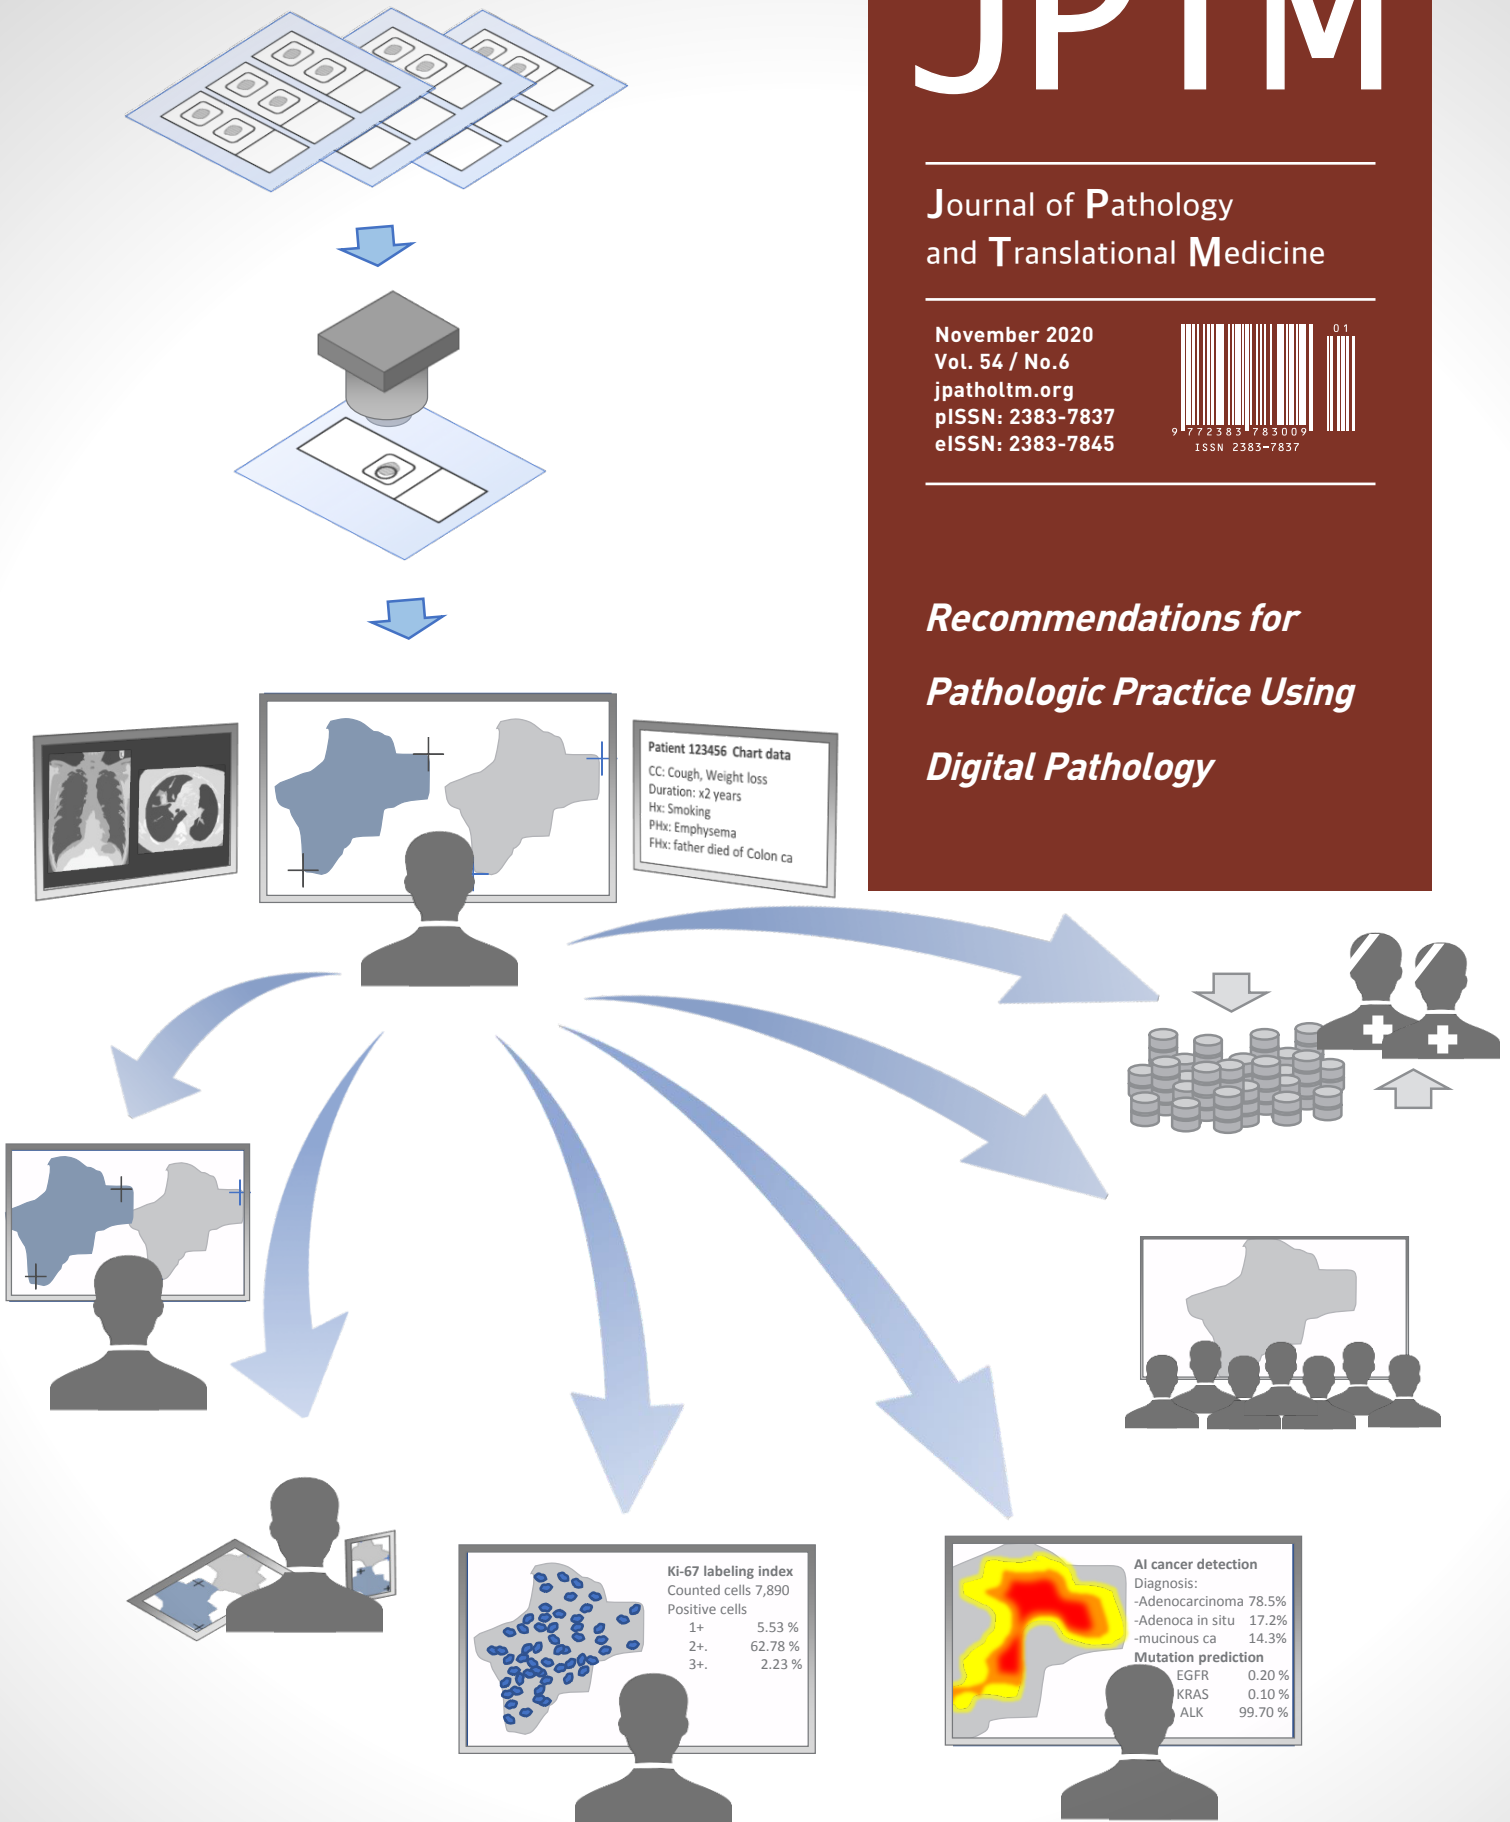 JPTM
Journal of Pathology
and Translational Medicine
November 2020
Vol. 54 / No.6
jpatholtm.org
pISSN: 2383-7837
eISSN: 2383-7845
01
9 772383 783009
ISSN 2383-7837
Recommendations for
Pathologic Practice Using
Digital Pathology
Patient 123456 Chart data
CC: Cough, Weight loss
Duration: x2 years
Hx: Smoking
PHx: Emphysema
FHx: father died of Colon ca
Ki-67 labeling index
Counted cells 7,890
Positive cells
1+ 5.53 %
2+. 62.78 %
3+. 2.23 %
AI cancer detection
Diagnosis:
-Adenocarcinoma 78.5%
-Adenoca in situ 17.2%
-mucinous ca 14.3%
Mutation prediction
EGFR 0.20 %
KRAS 0.10 %
ALK 99.70 %